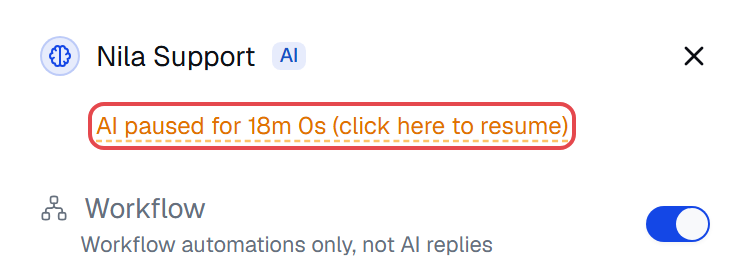 Nila Support AI
AI paused for 18m 0s (click here to resume)
Workflow
Workflow automations only, not AI replies